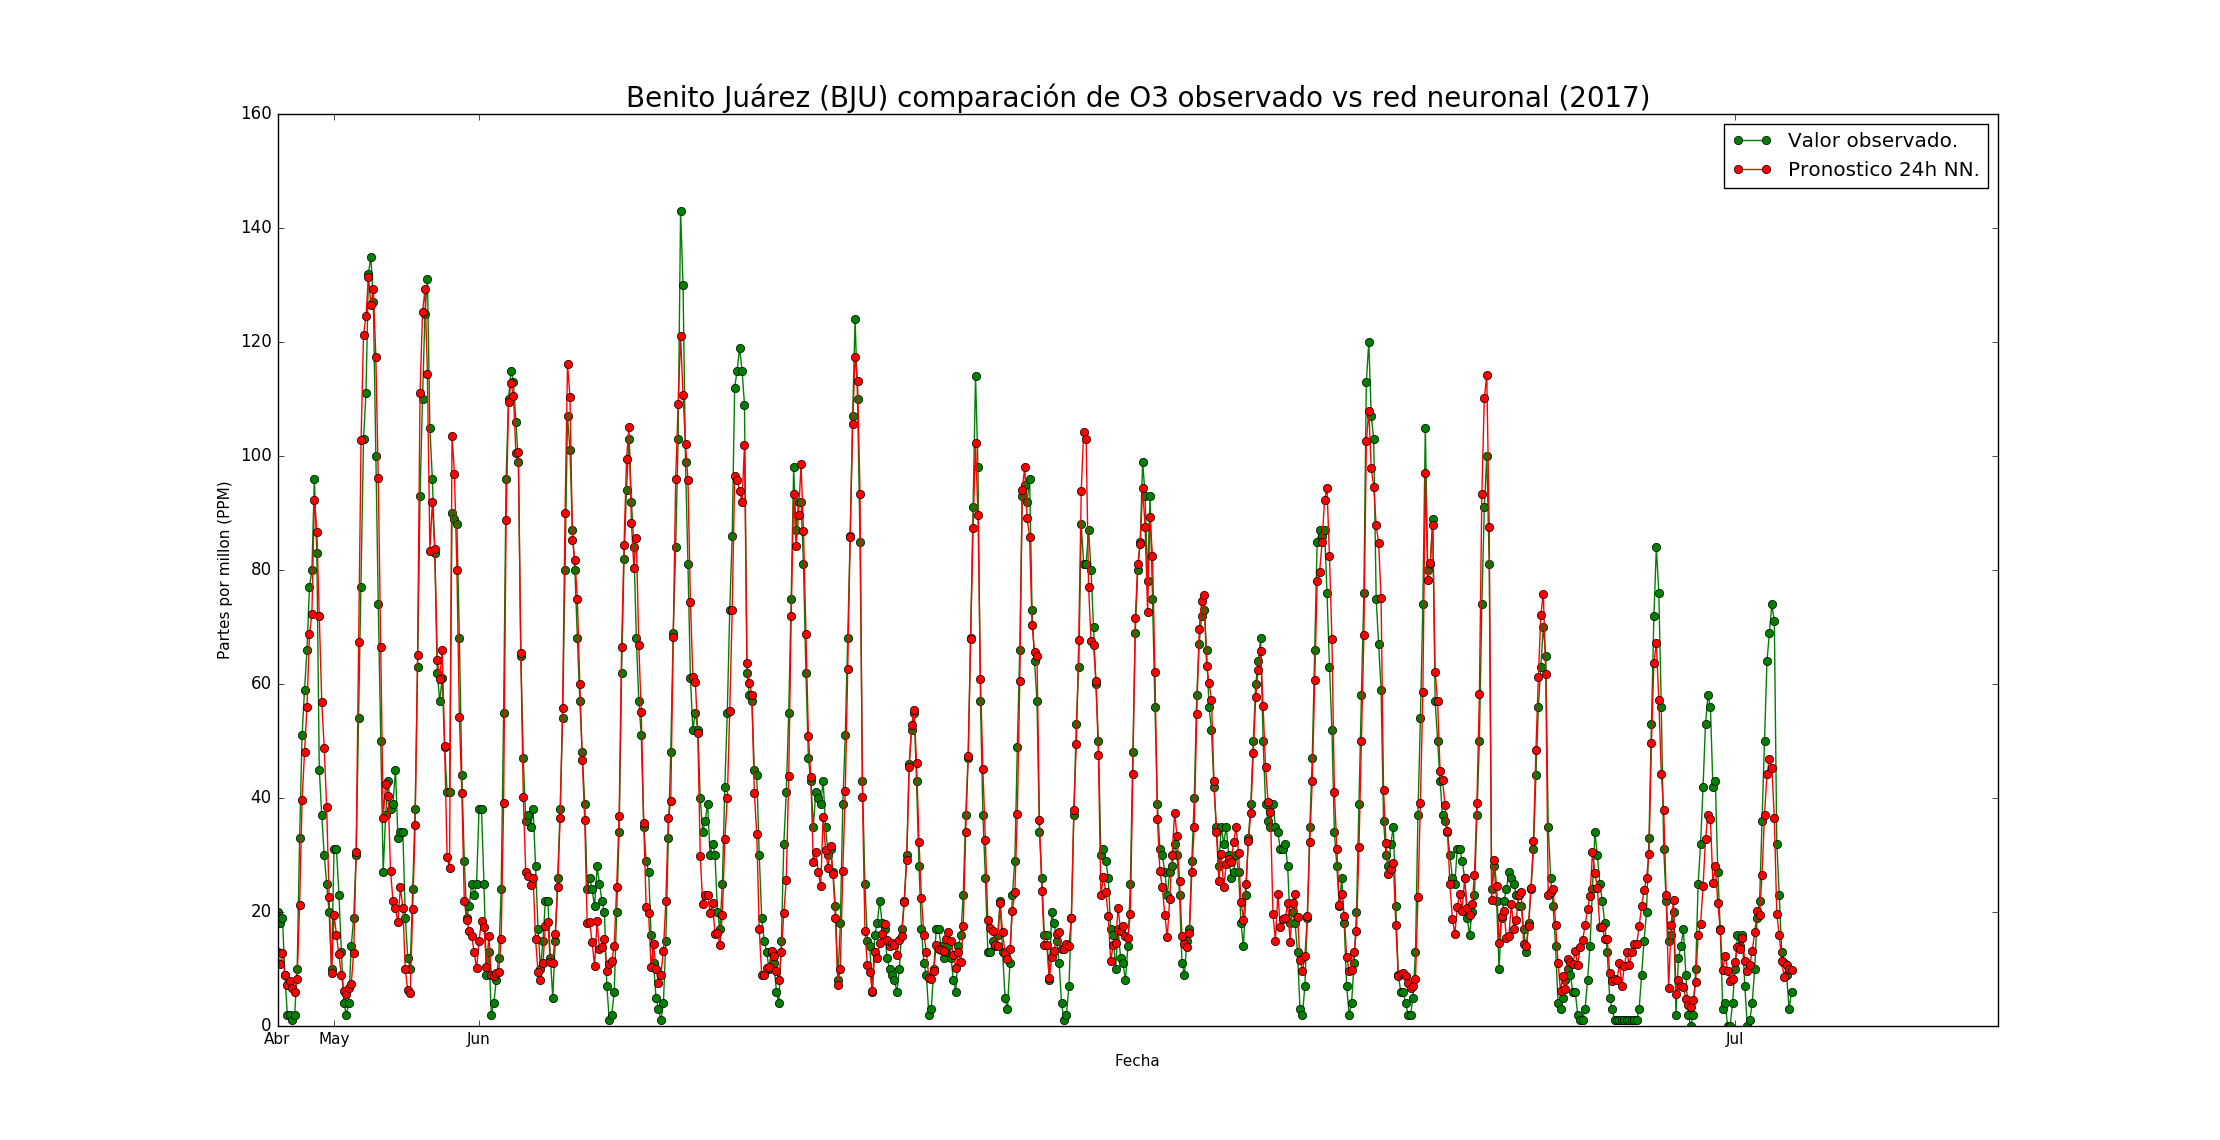 Benito Juárez (BJU) comparación de O3 observado vs red neuronal (2017)
160
140
120
100
80
60
40
20
0
Partes por millon (PPM)
Valor observado.
Pronostico 24h NN.
Abr May Jun Jul
Fecha